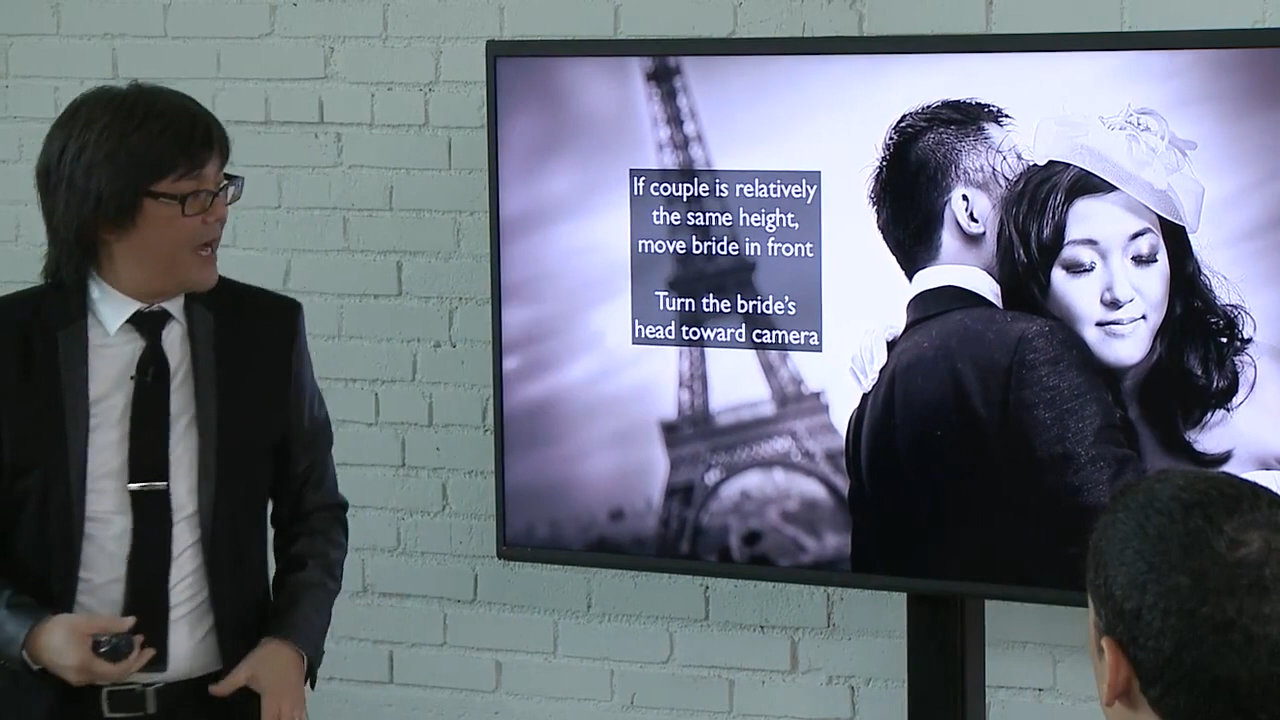 If couple is relatively
the same height,
move bride in front
Turn the bride's
head toward camera